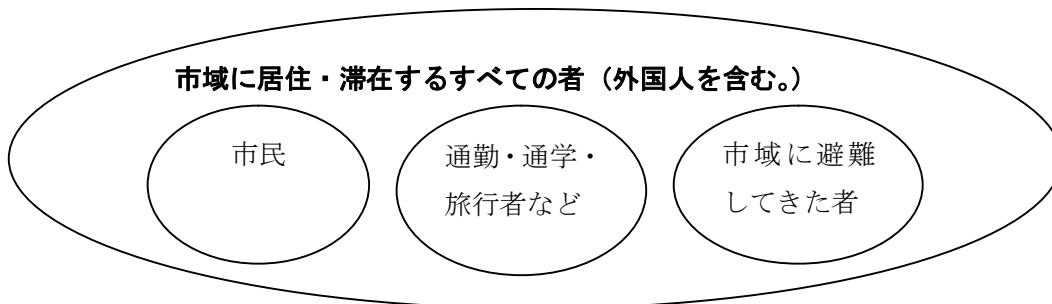 市域に居住・滞在するすべての者（外国人を含む。）
市民
通勤・通学・
旅行者など
市域に避難
してきた者